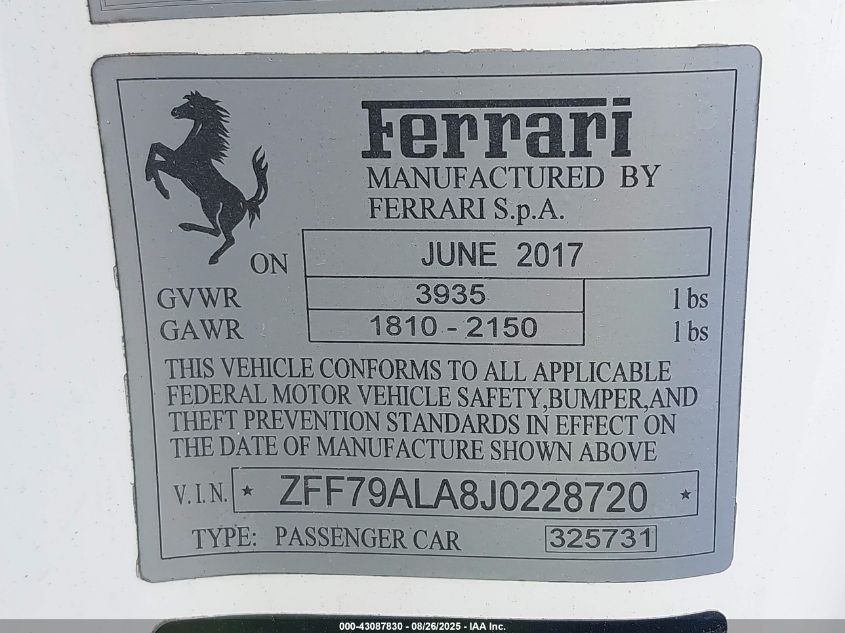 Ferrari
MANUFACTURED BY
FERRARI S.p.A.
ON JUNE 2017
GVWR 3935 lbs
GAWR 1810 - 2150 lbs
THIS VEHICLE CONFORMS TO ALL APPLICABLE
FEDERAL MOTOR VEHICLE SAFETY,BUMPER,AND
THEFT PREVENTION STANDARDS IN EFFECT ON
THE DATE OF MANUFACTURE SHOWN ABOVE
V.I.N. * ZFF79ALA8J0228720 *
TYPE: PASSENGER CAR 325731
000-43087830 - 08/26/2025 - IAA Inc.